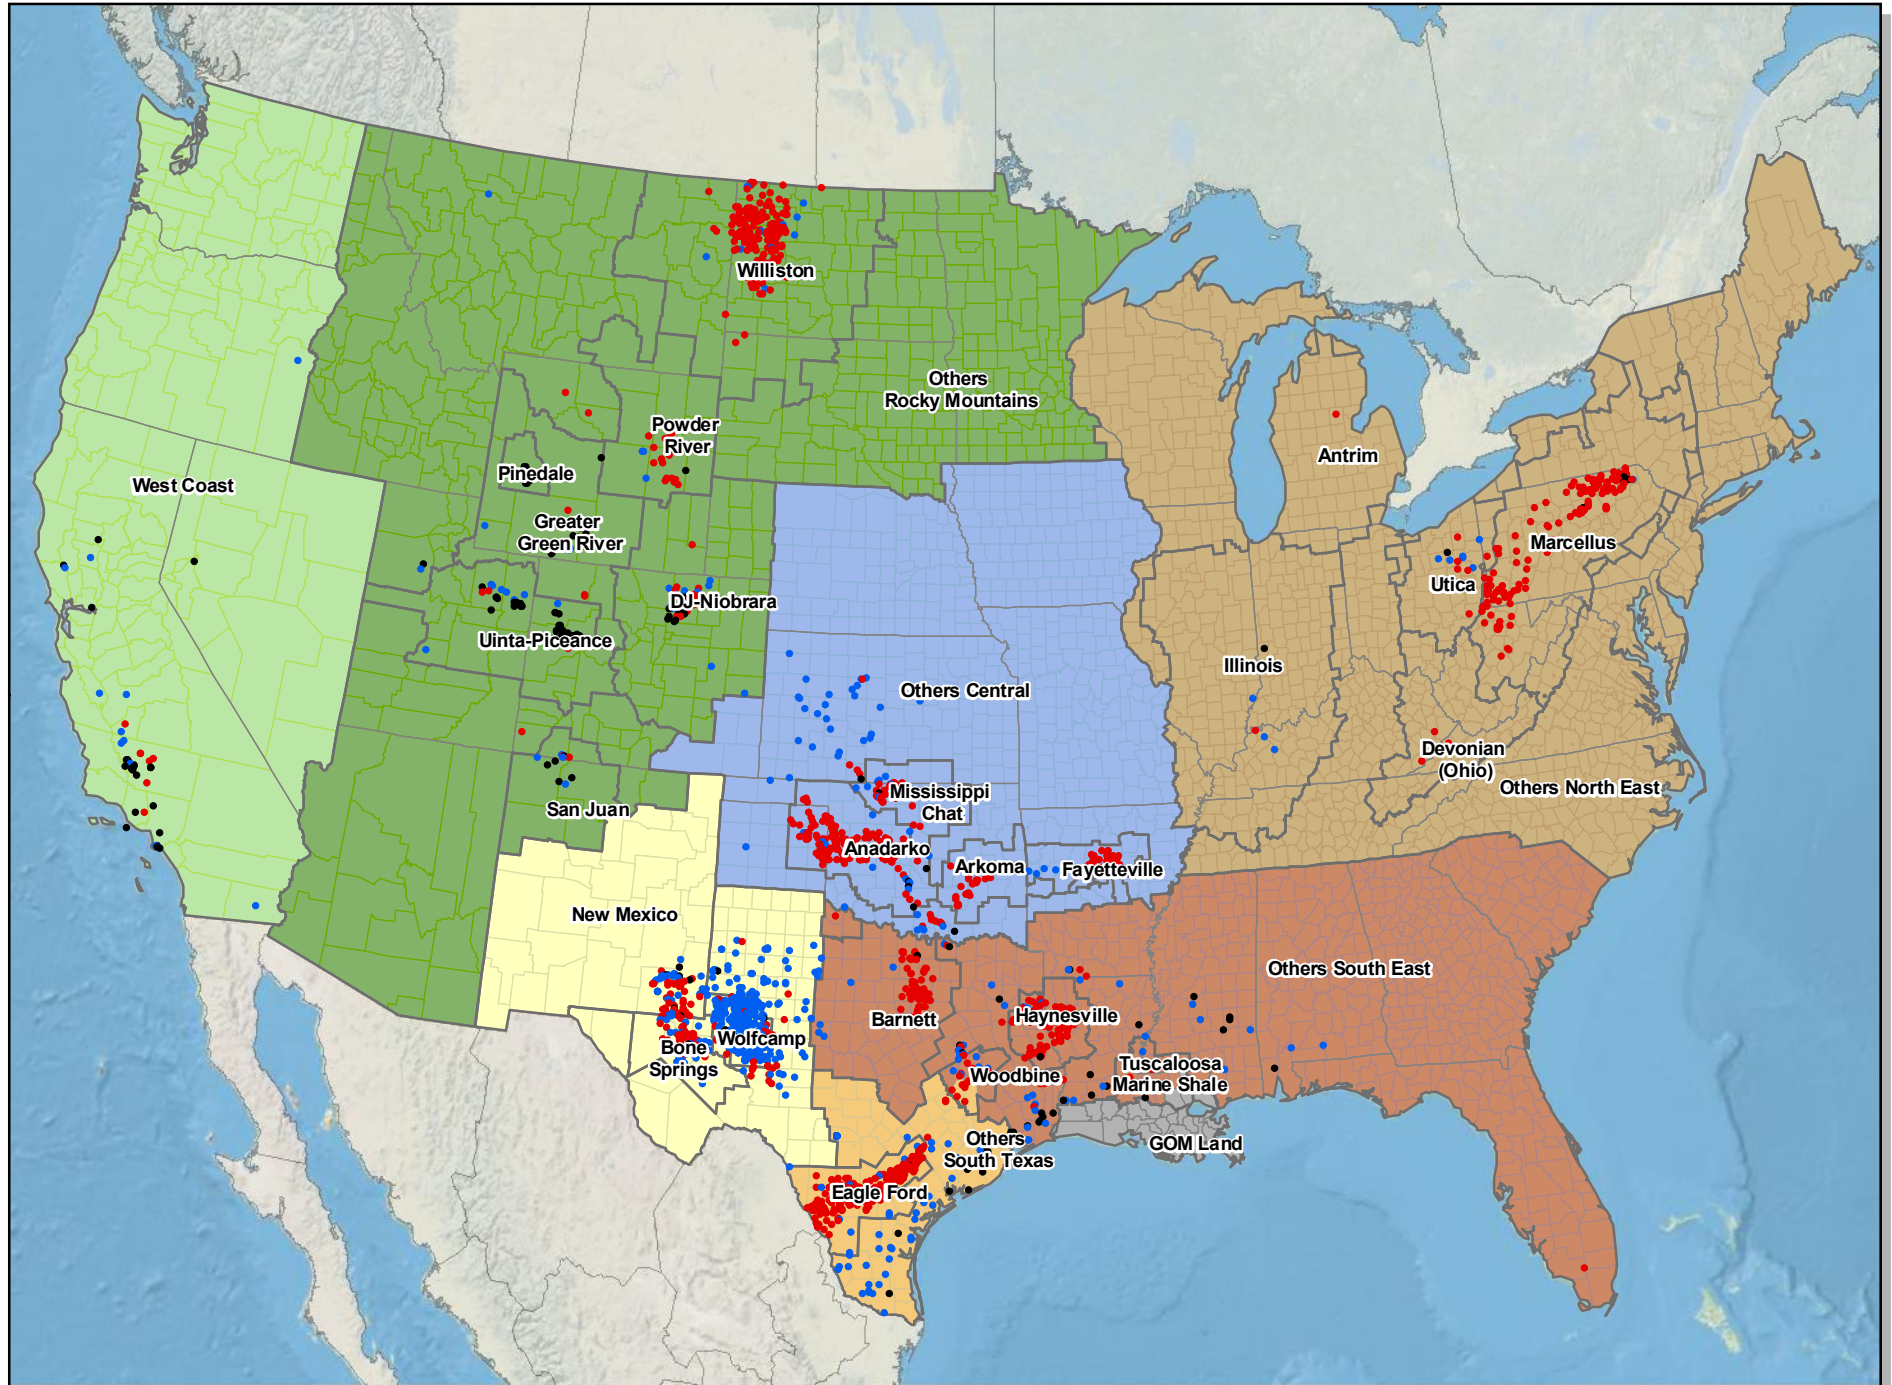 Williston
Others
Rocky Mountains
Powder
River
Antrim
Pinedale
West Coast
Greater
Green River
Marcellus
Utica
DJ-Niobrara
Uinta-Piceance
Illinois
Others Central
Devonian
(Ohio)
Others North East
Mississippi
Chat
San Juan
Anadarko
Arkoma
Fayetteville
New Mexico
Others South East
Barnett
Haynesville
Wolfcamp
Bone
Springs
Woodbine
Tuscaloosa
Marine Shale
GOM Land
Others
South Texas
Eagle Ford